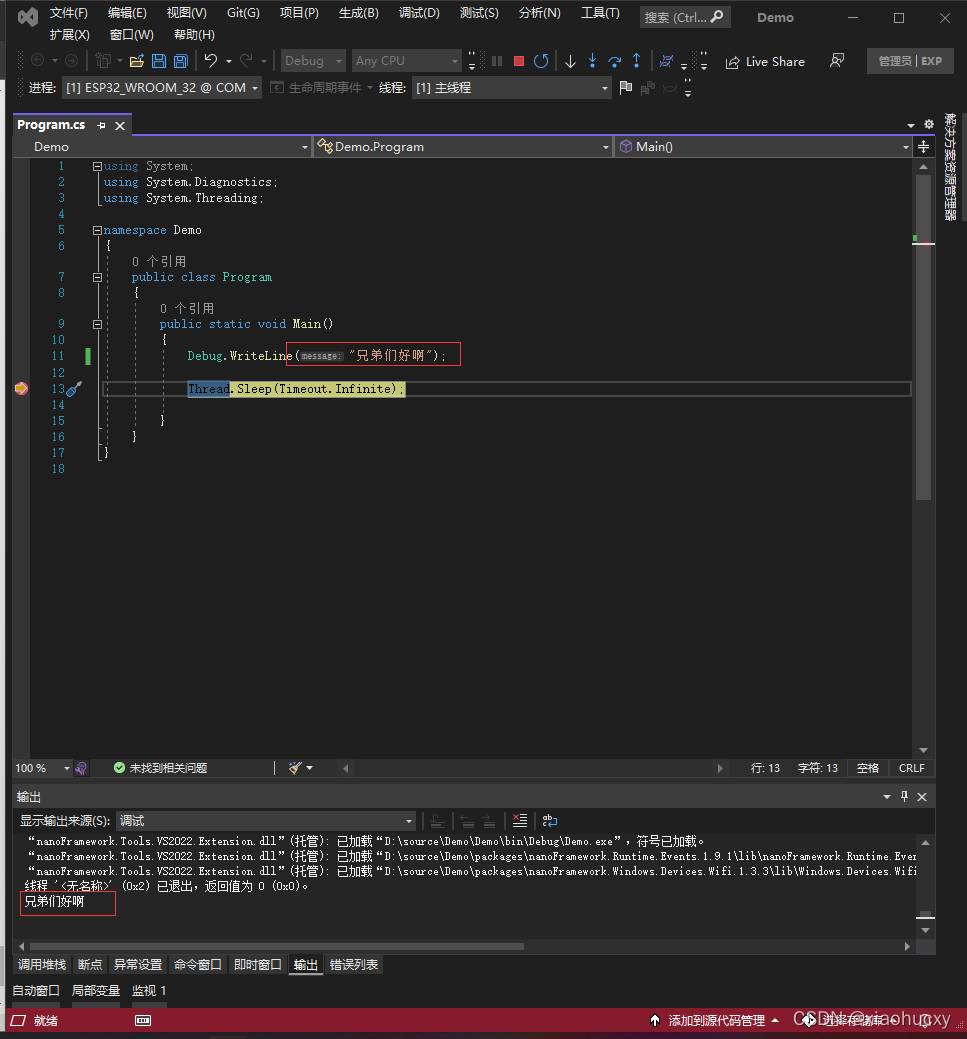 文件(F) 编辑(E) 视图(V) Git(G) 项目(P) 生成(B) 调试(D) 测试(S) 分析(N) 工具(T) 搜索 (Ctrl... Demo
扩展(X) 窗口(W) 帮助(H)
Debug Any CPU Live Share 管理员 EXP
进程: [1] ESP32_WROOM_32 @ COM 生命周期事件 线程: [1] 主线程
Program.cs
Demo Demo.Program Main()
解决方案资源管理器
1 using System;
2 using System.Diagnostics;
3 using System.Threading;
4
5 namespace Demo
6 {
0 个引用
7 public class Program
8 {
0 个引用
9 public static void Main()
10 {
11 Debug.WriteLine(message: "兄弟们好啊");
12
13 Thread.Sleep(Timeout.Infinite);
14
15 }
16 }
17 }
18
100 % 未找到相关问题 行: 13 字符: 13 空格 CRLF
输出
显示输出来源(S): 调试
“nanoFramework.Tools.VS2022.Extension.dll”(托管): 已加载“D:\source\Demo\Demo\bin\Debug\Demo.exe”，符号已加载。
“nanoFramework.Tools.VS2022.Extension.dll”(托管): 已加载“D:\source\Demo\packages\nanoFramework.Runtime.Events.1.9.1\lib\nanoFramework.Runtime.Ever
“nanoFramework.Tools.VS2022.Extension.dll”(托管): 已加载“D:\source\Demo\packages\nanoFramework.Windows.Devices.Wifi.1.3.3\lib\Windows.Devices.Wifi
线程 '<无名称>' (0x2) 已退出，返回值为 0 (0x0)。
兄弟们好啊
调用堆栈 断点 异常设置 命令窗口 即时窗口 输出 错误列表
自动窗口 局部变量 监视 1
就绪 添加到源代码管理 选择存储库
CSDN @xiaohucxy